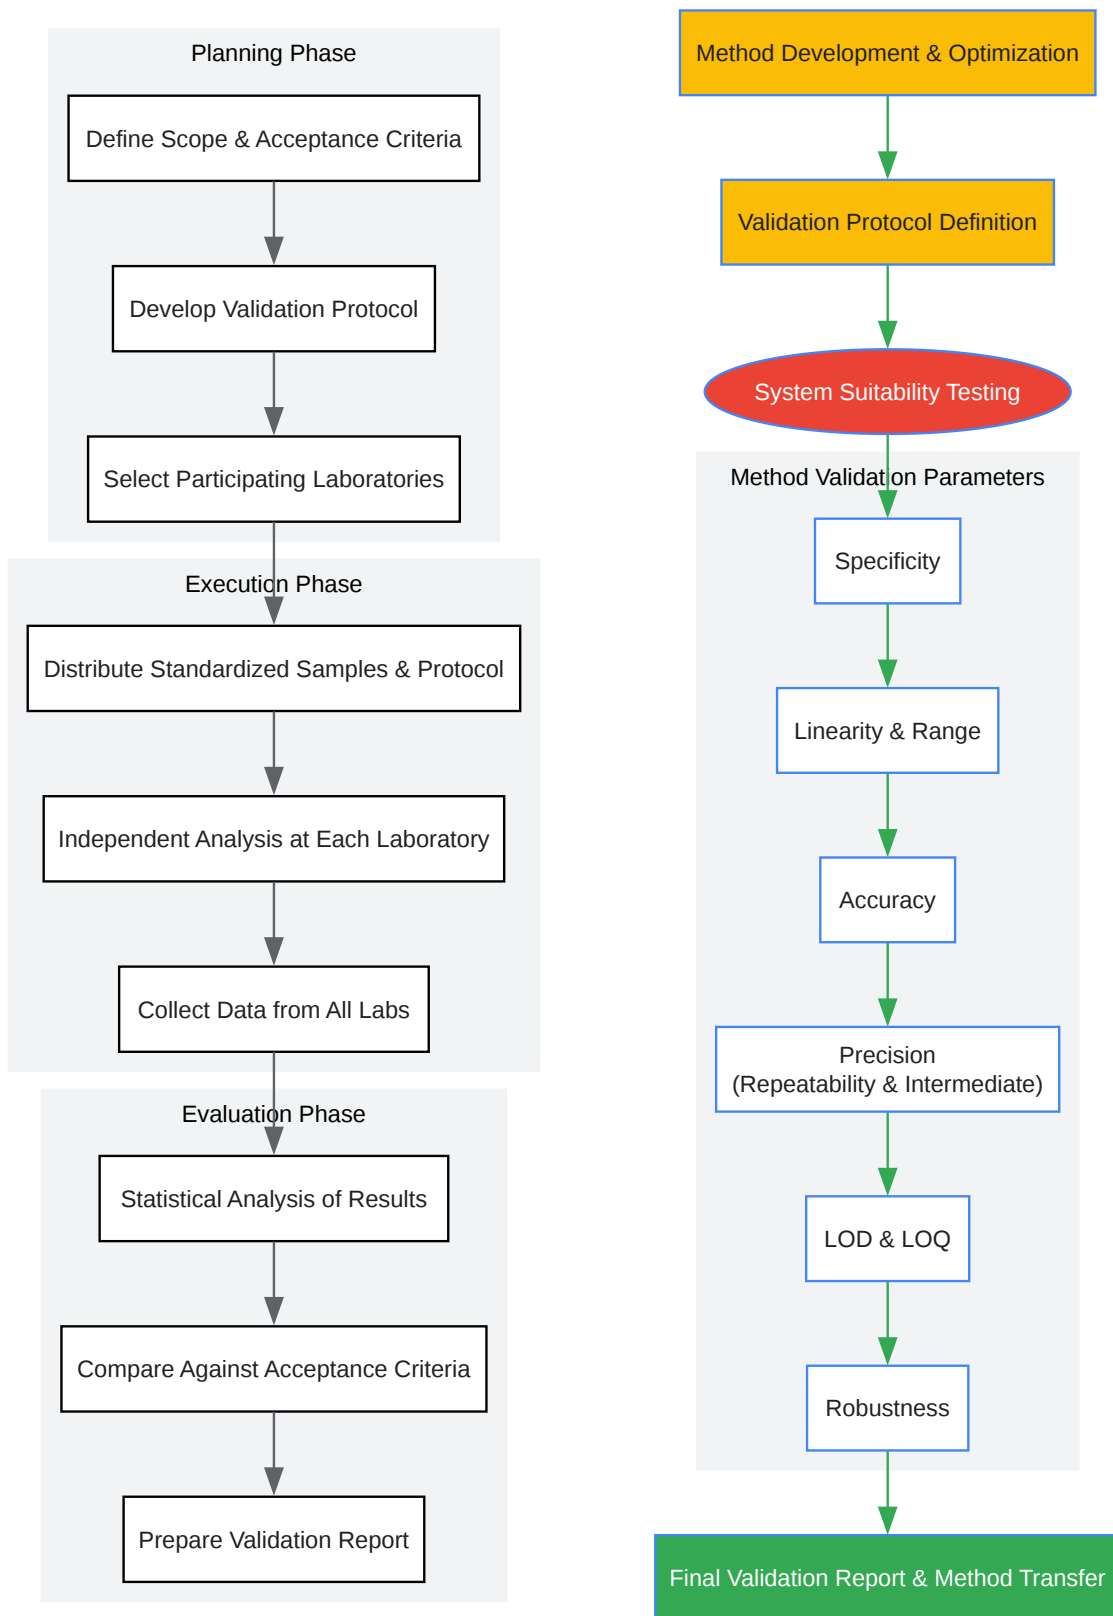 Planning Phase
Define Scope & Acceptance Criteria
Develop Validation Protocol
Select Participating Laboratories
Execution Phase
Distribute Standardized Samples & Protocol
Independent Analysis at Each Laboratory
Collect Data from All Labs
Evaluation Phase
Statistical Analysis of Results
Compare Against Acceptance Criteria
Prepare Validation Report
Method Development & Optimization
Validation Protocol Definition
System Suitability Testing
Method Validation Parameters
Specificity
Linearity & Range
Accuracy
Precision
(Repeatability & Intermediate)
LOD & LOQ
Robustness
Final Validation Report & Method Transfer